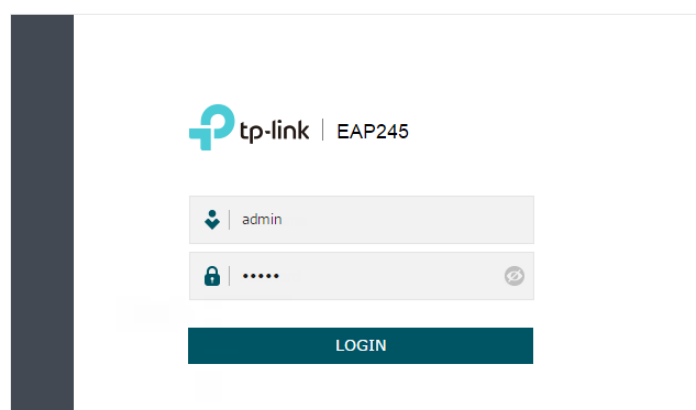 tp-link | EAP245
admin
•••••
LOGIN